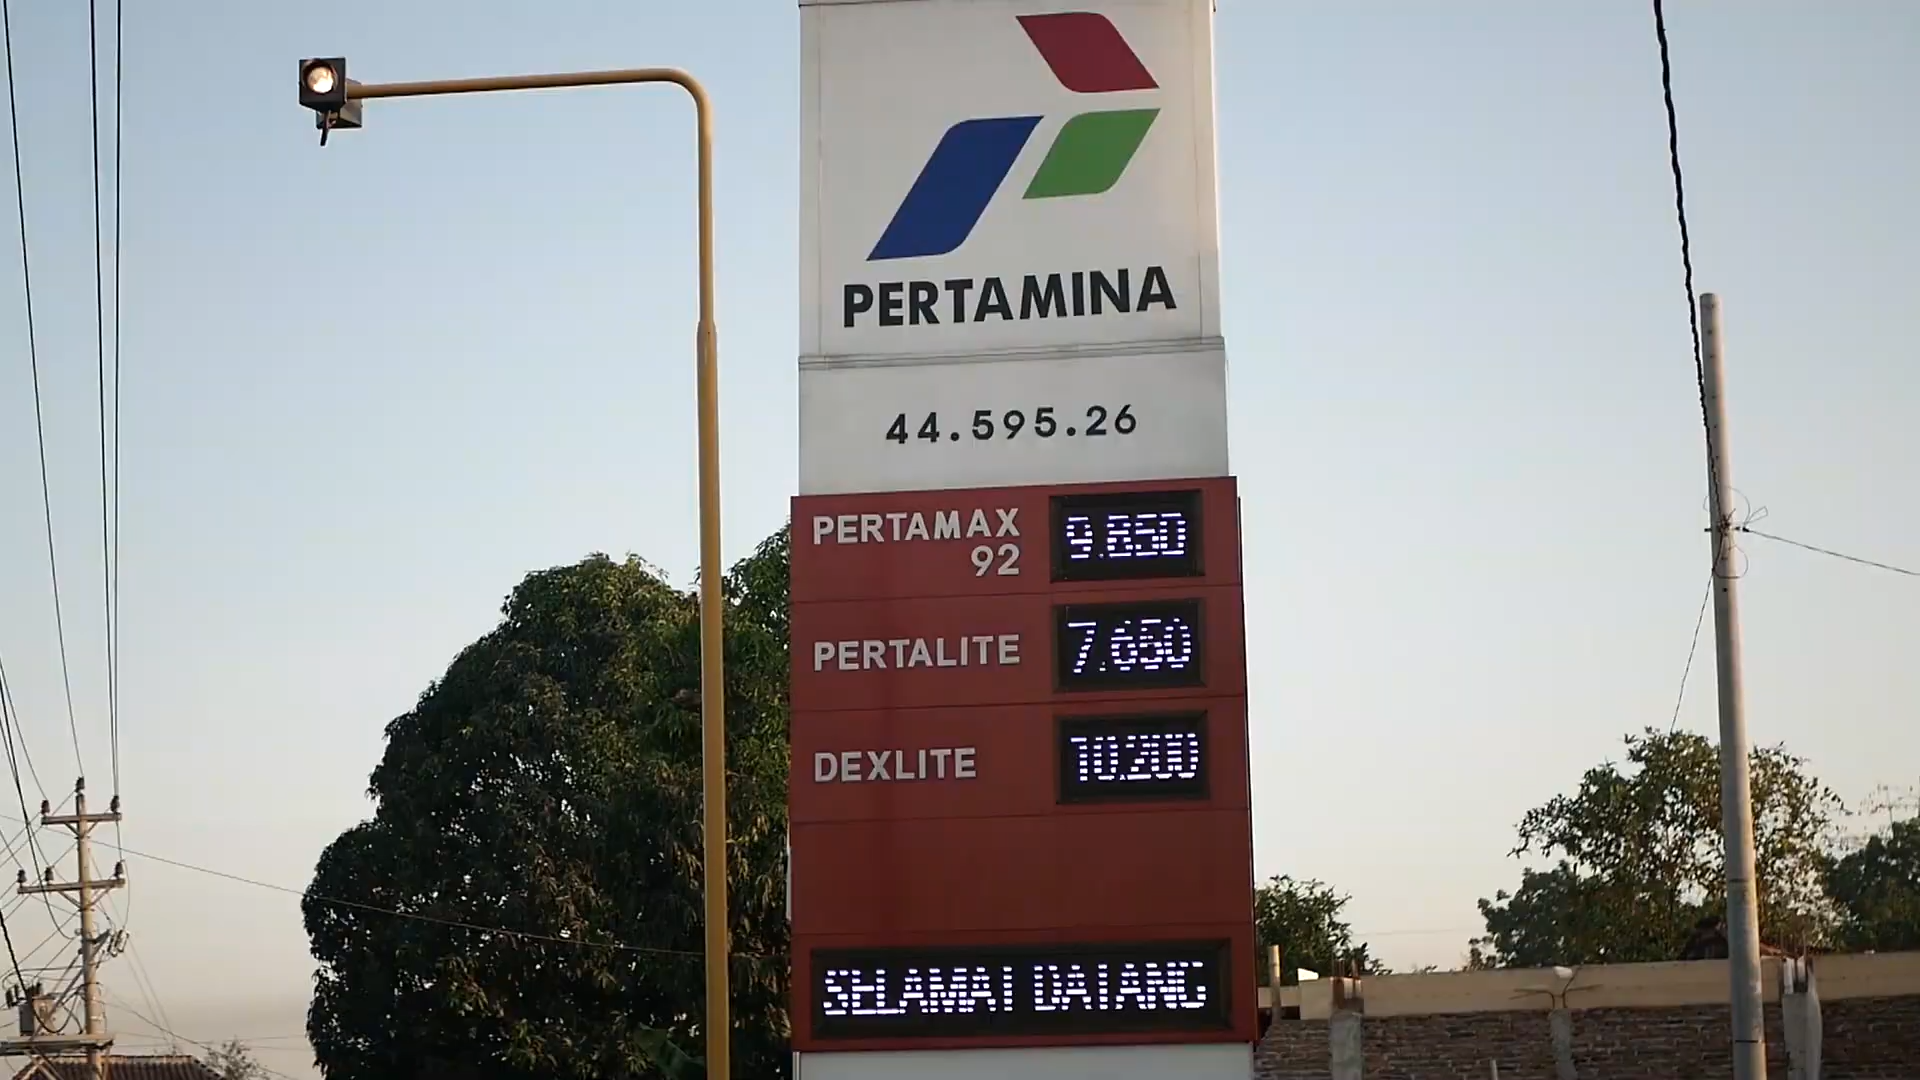 PERTAMINA
44.595.26
PERTAMAX 92
9.850
PERTALITE
7.650
DEXLITE
10.200
SELAMAT DATANG